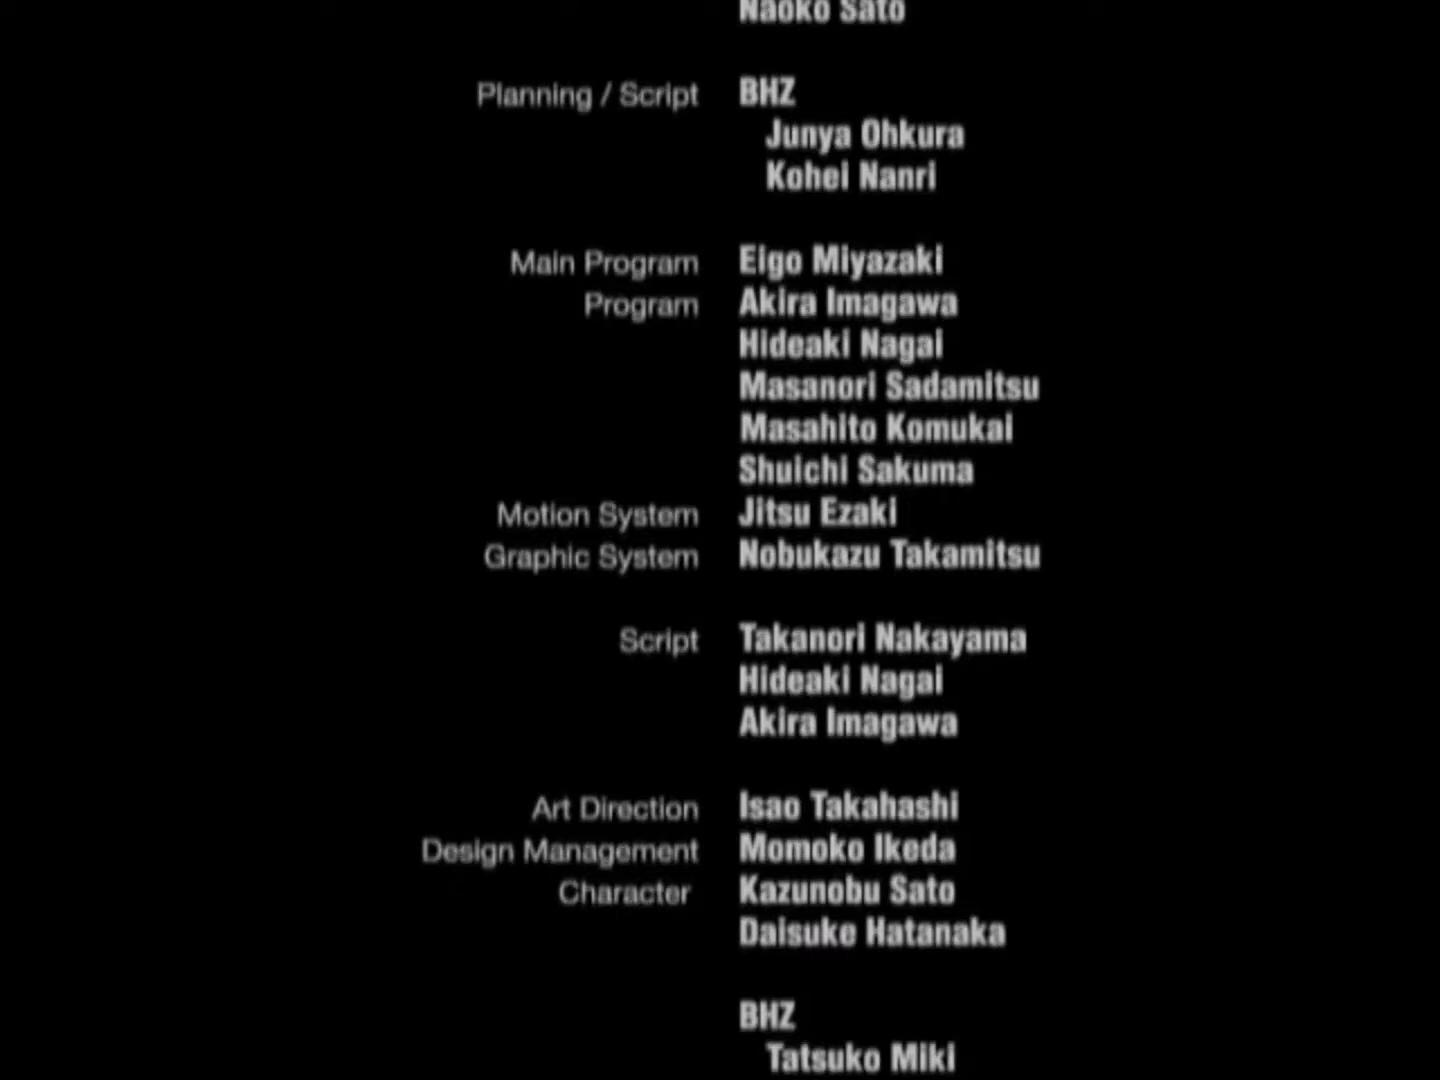 Naoko Sato
Planning / Script BHZ
Junya Ohkura
Kohei Nanri
Main Program Eigo Miyazaki
Program Akira Imagawa
Hideaki Nagai
Masanori Sadamitsu
Masahito Komukai
Shuichi Sakuma
Motion System Jitsu Ezaki
Graphic System Nobukazu Takamitsu
Script Takanori Nakayama
Hideaki Nagai
Akira Imagawa
Art Direction Isao Takahashi
Design Management Momoko Ikeda
Character Kazunobu Sato
Daisuke Hatanaka
BHZ
Tatsuko Miki